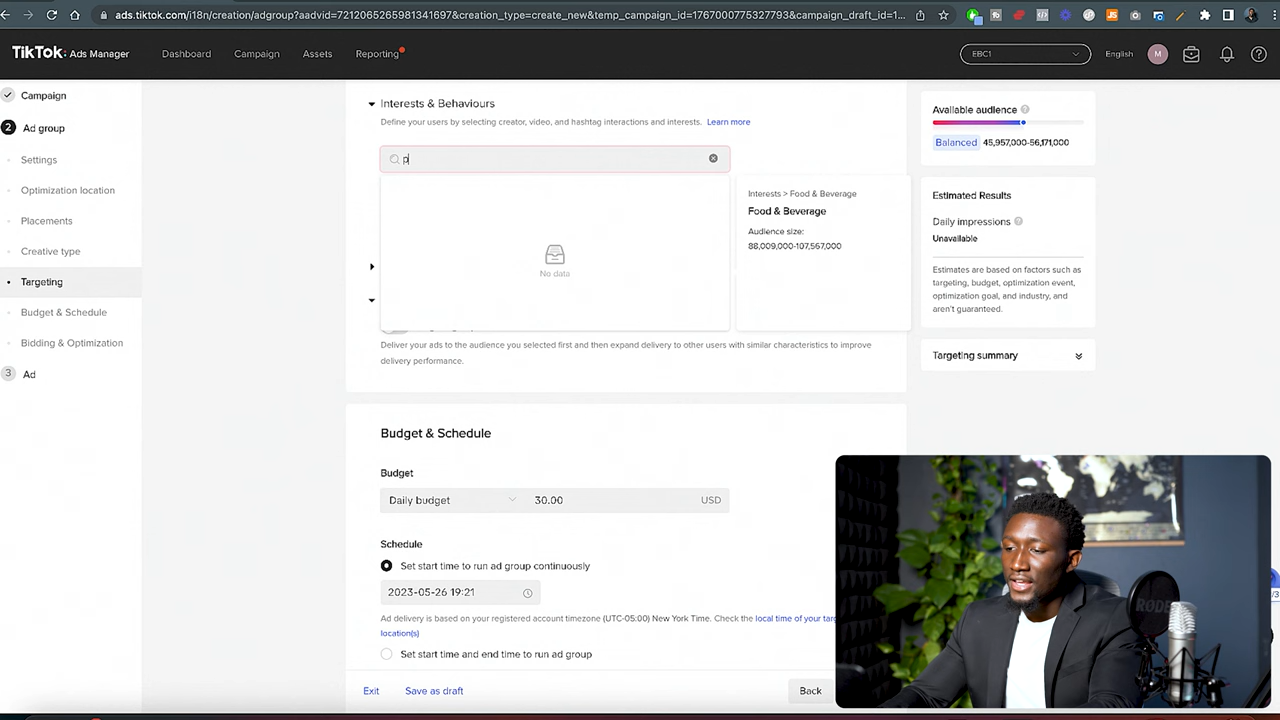 ads.tiktok.com/i18n/creation/adgroup?aadvid=7212065265981341697&creation_type=create_new&temp_campaign_id=1767000775327793&campaign_draft_id=1...
TikTok: Ads Manager
Dashboard
Campaign
Assets
Reporting
EBC1
English
M
Campaign
2 Ad group
Settings
Optimization location
Placements
Creative type
Targeting
Budget & Schedule
Bidding & Optimization
3 Ad
Interests & Behaviours
Define your users by selecting creator, video, and hashtag interactions and interests. Learn more
p
No data
Interests > Food & Beverage
Food & Beverage
Audience size:
88,009,000-107,567,000
Deliver your ads to the audience you selected first and then expand delivery to other users with similar characteristics to improve
delivery performance.
Budget & Schedule
Budget
Daily budget
30.00
USD
Schedule
Set start time to run ad group continuously
2023-05-26 19:21
Ad delivery is based on your registered account timezone (UTC-05:00) New York Time. Check the local time of your
location(s)
Set start time and end time to run ad group
Exit
Save as draft
Back
Available audience
Balanced 45,957,000-56,171,000
Estimated Results
Daily impressions
Unavailable
Estimates are based on factors such as
targeting, budget, optimization event,
optimization goal, and industry, and
aren't guaranteed.
Targeting summary
/3
RODE